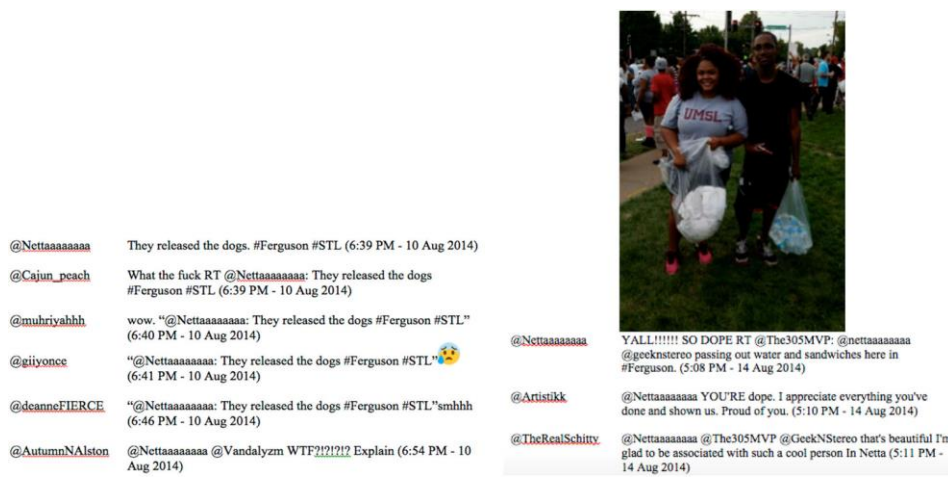 @Nettaaaaaaaa They released the dogs. #Ferguson #STL (6:39 PM - 10 Aug 2014)
@Cajun_peach What the fuck RT @Nettaaaaaaaa: They released the dogs
#Ferguson #STL (6:39 PM - 10 Aug 2014)
@muhriyahhh wow. “@Nettaaaaaaaa: They released the dogs #Ferguson #STL”
(6:40 PM - 10 Aug 2014)
@giiyonce “@Nettaaaaaaaa: They released the dogs #Ferguson #STL”😰
(6:41 PM - 10 Aug 2014)
@deanneFIERCE “@Nettaaaaaaaa: They released the dogs #Ferguson #STL”smhhh
(6:46 PM - 10 Aug 2014)
@AutumnNAlston @Nettaaaaaaaa @Vandalyzm WTF?!?!?!? Explain (6:54 PM - 10
Aug 2014)
UMSL
@Nettaaaaaaaa YALL!!!!!! SO DOPE RT @The305MVP: @nettaaaaaaaa
@geeknstereo passing out water and sandwiches here in
#Ferguson. (5:08 PM - 14 Aug 2014)
@Artistikk @Nettaaaaaaaa YOU'RE dope. I appreciate everything you've
done and shown us. Proud of you. (5:10 PM - 14 Aug 2014)
@TheRealSchitty @Nettaaaaaaaa @The305MVP @GeekNStereo that's beautiful I'm
glad to be associated with such a cool person In Netta (5:11 PM -
14 Aug 2014)